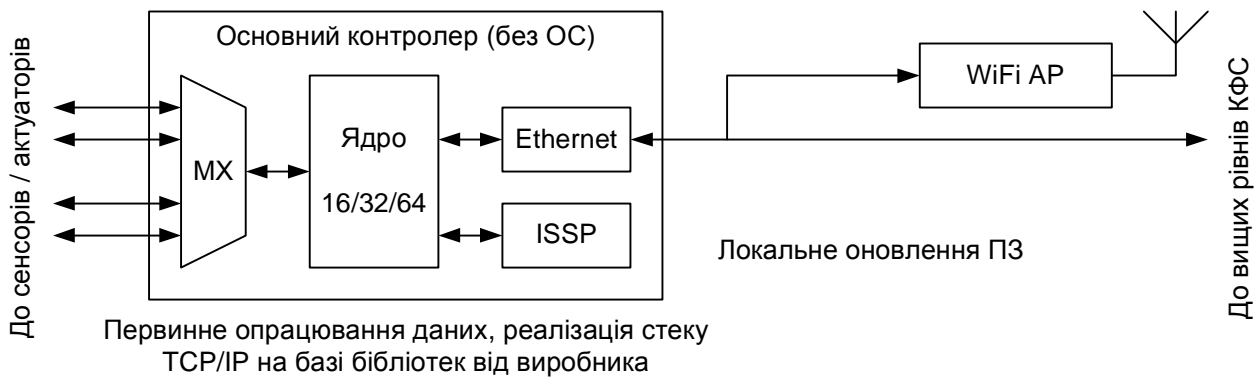 До сенсорів / актуаторів
Основний контролер (без ОС)
MX
Ядро
16/32/64
Ethernet
ISSP
WiFi AP
Локальне оновлення ПЗ
До вищих рівнів КФС
Первинне опрацювання даних, реалізація стеку
TCP/IP на базі бібліотек від виробника